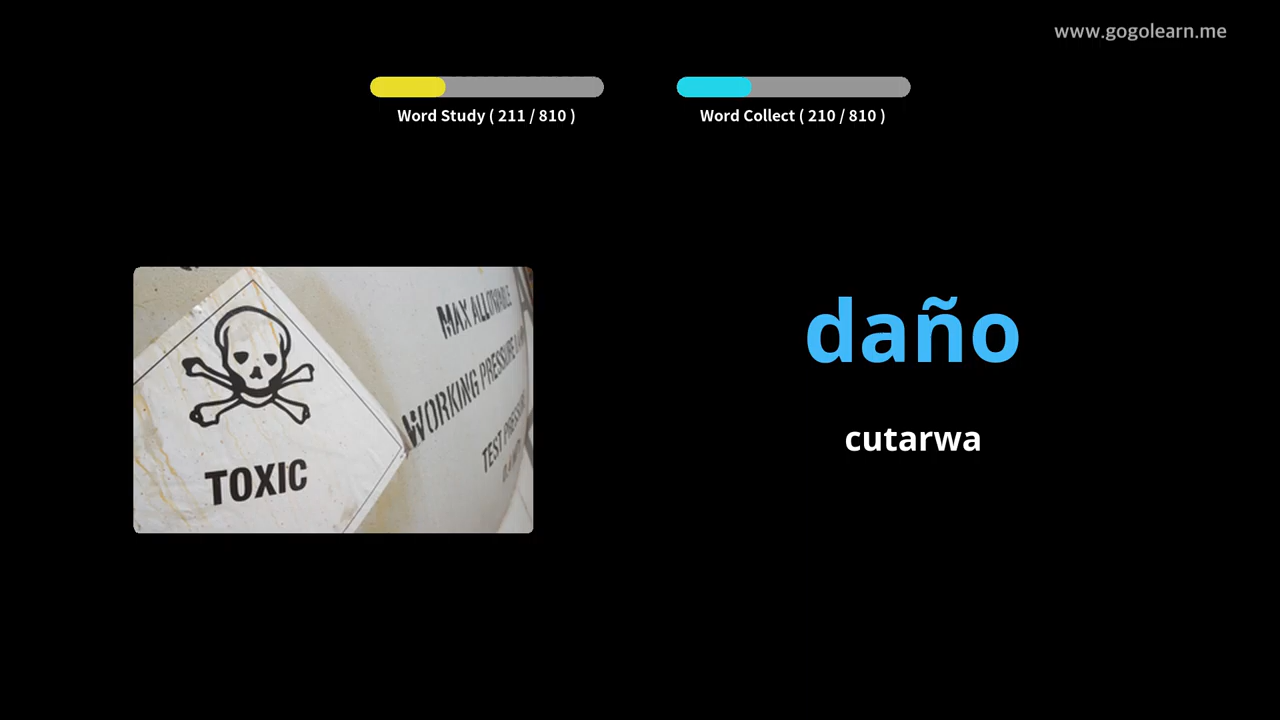 www.gogolearn.me
Word Study ( 211 / 810 )
Word Collect ( 210 / 810 )
daño
cutarwa
TOXIC
MAX ALLOWABLE
WORKING PRESSURE
TEST PRESSURE